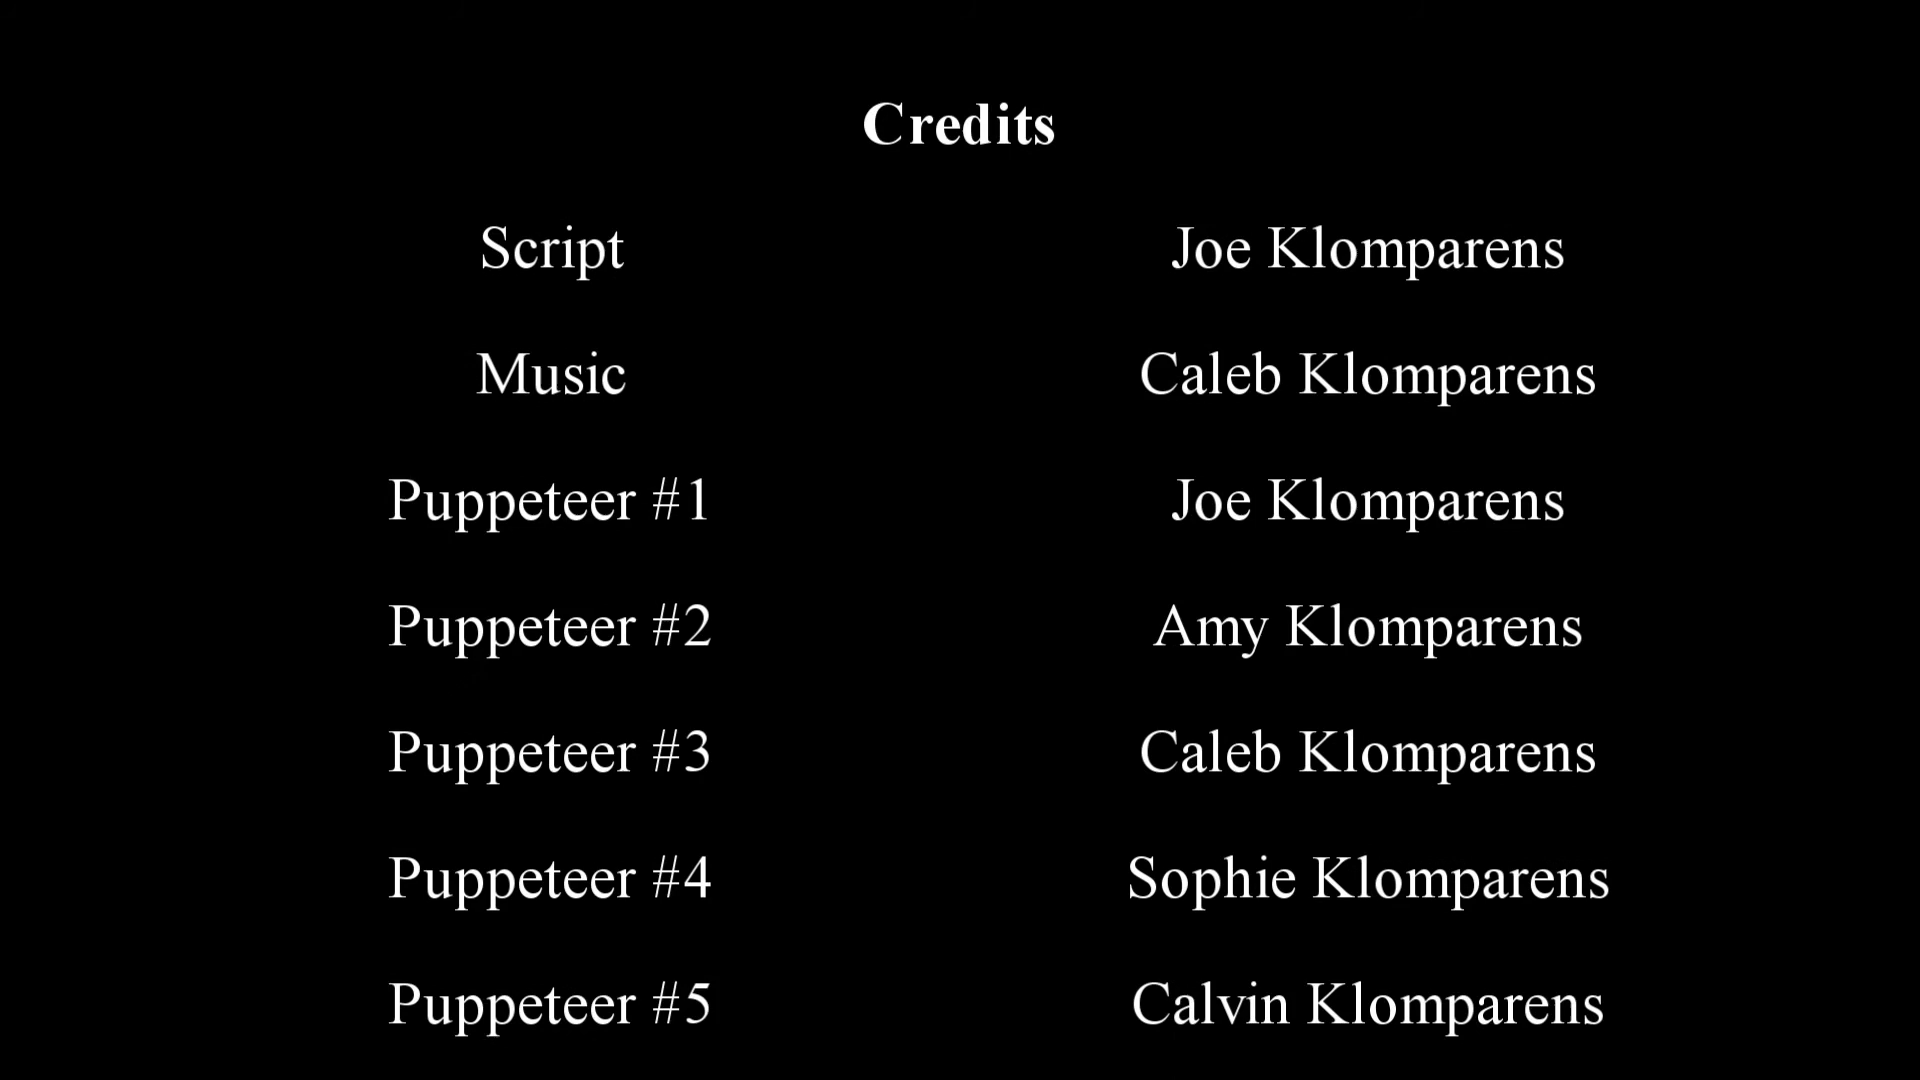 Credits
Script Joe Klomparens
Music Caleb Klomparens
Puppeteer #1 Joe Klomparens
Puppeteer #2 Amy Klomparens
Puppeteer #3 Caleb Klomparens
Puppeteer #4 Sophie Klomparens
Puppeteer #5 Calvin Klomparens